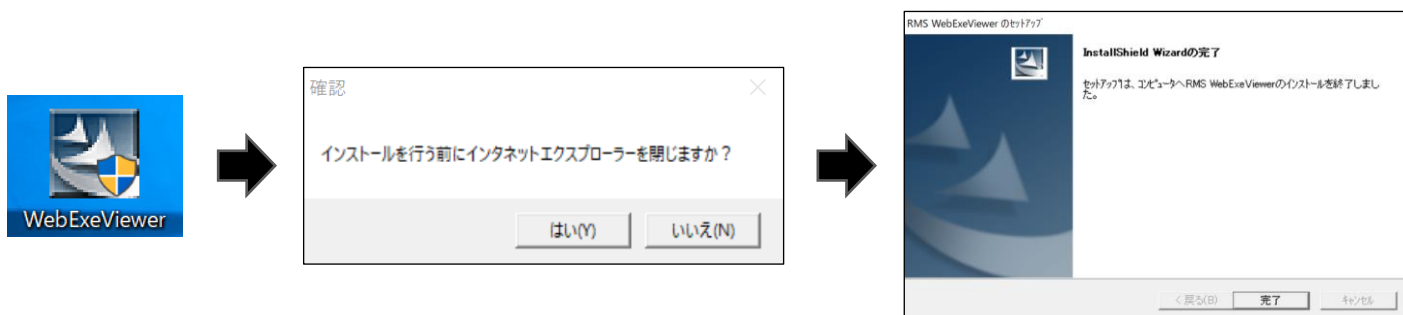 WebExeViewer
確認
インストールを行う前にインタネットエクスプローラーを閉じますか？
はい(Y)
いいえ(N)
RMS WebExeViewer のセットアップ
InstallShield Wizardの完了
セットアップは、コンピュータへRMS WebExeViewerのインストールを終了しまし
た。
< 戻る(B)
完了
キャンセル